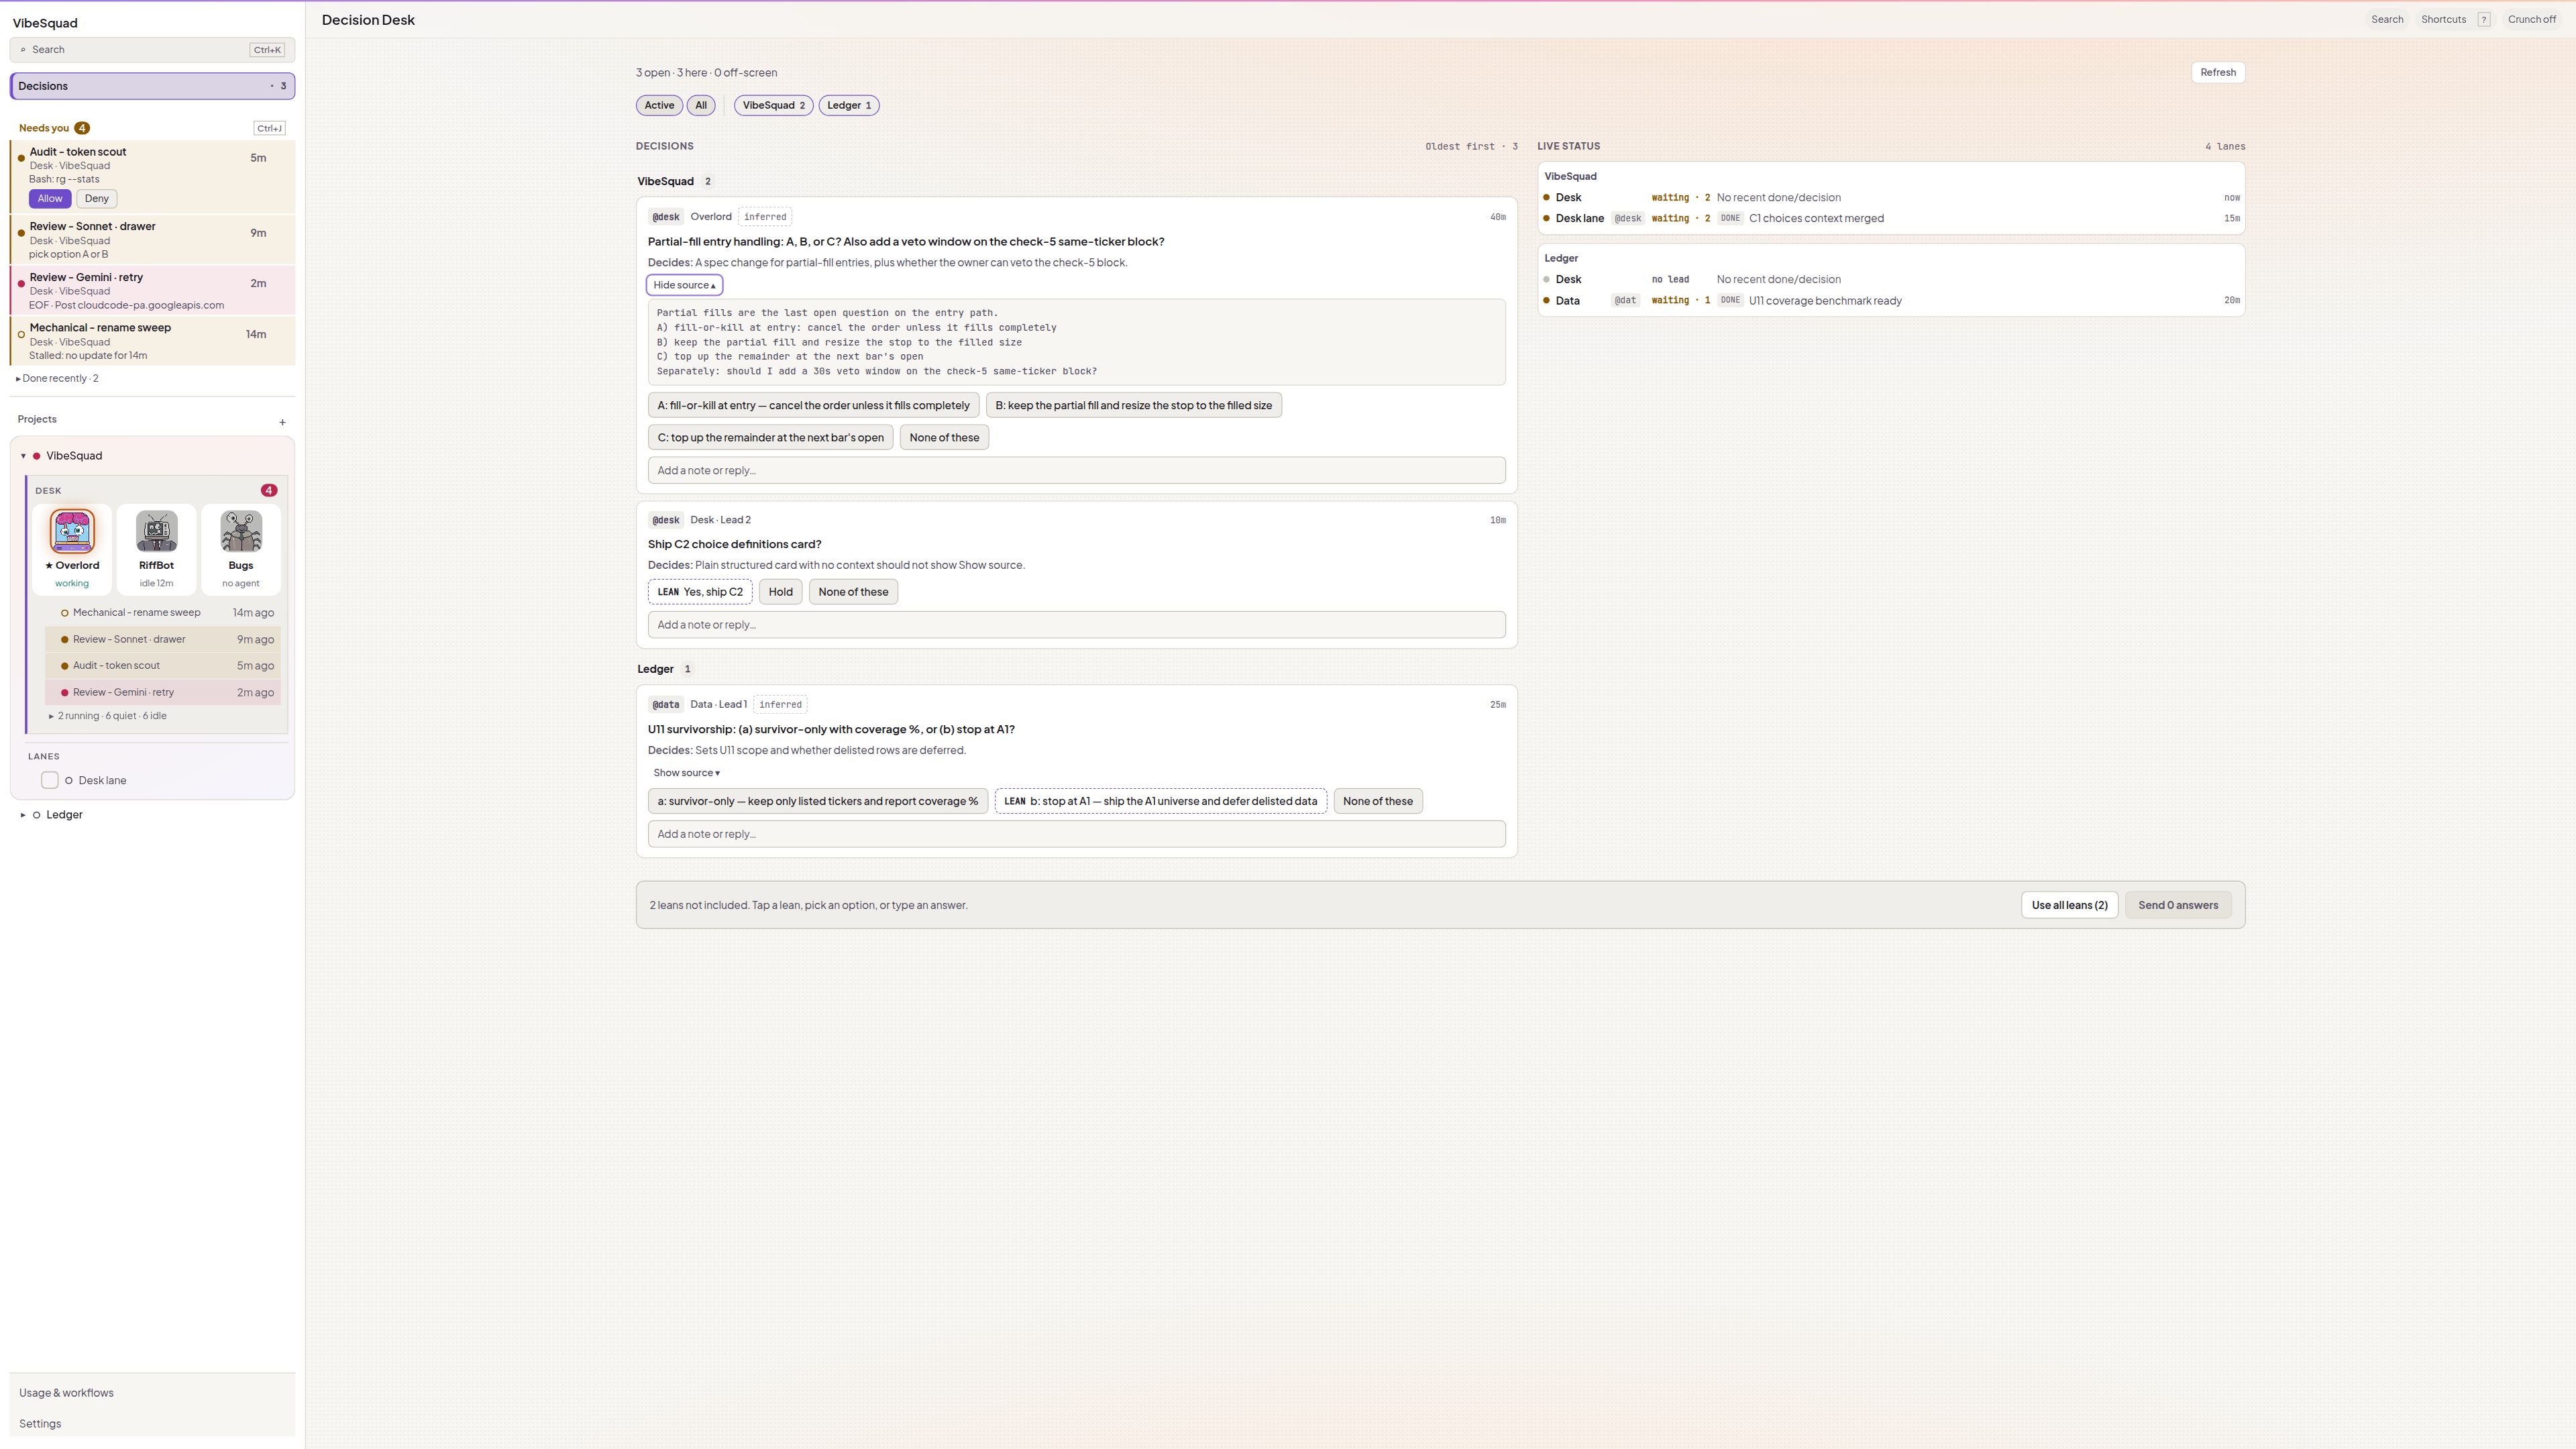 VibeSquad
Search Ctrl+K
Decisions · 3
Needs you 4 Ctrl+J
Audit - token scout 5m
Desk · VibeSquad
Bash: rg --stats
Allow Deny
Review - Sonnet · drawer 9m
Desk · VibeSquad
pick option A or B
Review - Gemini · retry 2m
Desk · VibeSquad
EOF · Post cloudcode-pa.googleapis.com
Mechanical - rename sweep 14m
Desk · VibeSquad
Stalled: no update for 14m
▸ Done recently · 2
Projects +
▾ VibeSquad
DESK 4
★ Overlord RiffBot Bugs
working idle 12m no agent
Mechanical - rename sweep 14m ago
Review - Sonnet · drawer 9m ago
Audit - token scout 5m ago
Review - Gemini · retry 2m ago
▸ 2 running · 6 quiet · 6 idle
LANES
Desk lane
▸ Ledger
Usage & workflows
Settings
Decision Desk
Search Shortcuts ? Crunch off
3 open · 3 here · 0 off-screen Refresh
Active All VibeSquad 2 Ledger 1
DECISIONS Oldest first · 3
VibeSquad 2
@desk Overlord inferred 40m
Partial-fill entry handling: A, B, or C? Also add a veto window on the check-5 same-ticker block?
Decides: A spec change for partial-fill entries, plus whether the owner can veto the check-5 block.
Hide source ▴
Partial fills are the last open question on the entry path.
A) fill-or-kill at entry: cancel the order unless it fills completely
B) keep the partial fill and resize the stop to the filled size
C) top up the remainder at the next bar's open
Separately: should I add a 30s veto window on the check-5 same-ticker block?
A: fill-or-kill at entry — cancel the order unless it fills completely B: keep the partial fill and resize the stop to the filled size
C: top up the remainder at the next bar's open None of these
Add a note or reply…
@desk Desk · Lead 2 10m
Ship C2 choice definitions card?
Decides: Plain structured card with no context should not show Show source.
LEAN Yes, ship C2 Hold None of these
Add a note or reply…
Ledger 1
@data Data · Lead 1 inferred 25m
U11 survivorship: (a) survivor-only with coverage %, or (b) stop at A1?
Decides: Sets U11 scope and whether delisted rows are deferred.
Show source ▾
a: survivor-only — keep only listed tickers and report coverage % LEAN b: stop at A1 — ship the A1 universe and defer delisted data None of these
Add a note or reply…
LIVE STATUS 4 lanes
VibeSquad
Desk waiting · 2 No recent done/decision now
Desk lane @desk waiting · 2 DONE C1 choices context merged 15m
Ledger
Desk no lead No recent done/decision
Data @dat waiting · 1 DONE U11 coverage benchmark ready 20m
2 leans not included. Tap a lean, pick an option, or type an answer. Use all leans (2) Send 0 answers